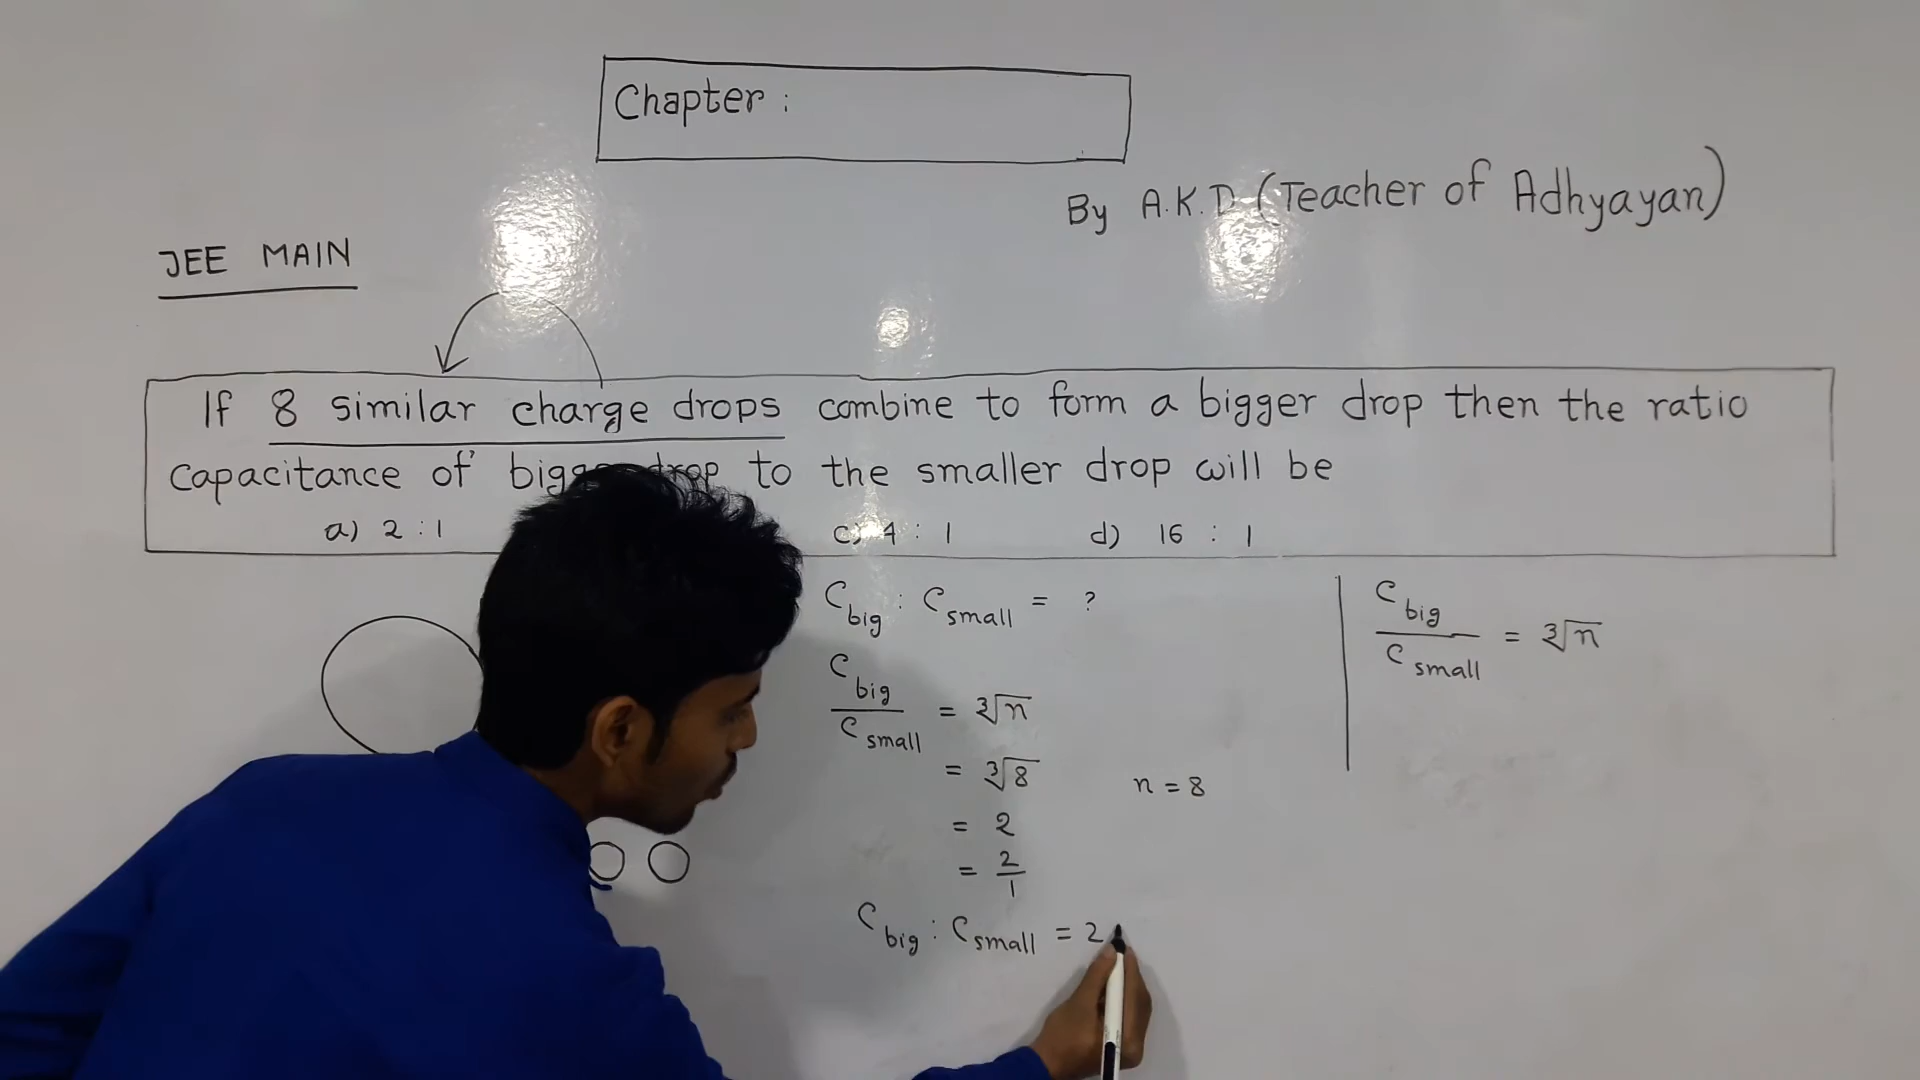 Chapter :
By A.K.D (Teacher of Adhyayan)
JEE MAIN
If 8 similar charge drops combine to form a bigger drop then the ratio
capacitance of drop to the smaller drop will be
a) 2 : 1 c) 4 : 1 d) 16 : 1
C big : C small = ?
C big / C small = ∛n
= ∛8 n = 8
= 2
= 2/1
C big : C small = 2
C big / C small = ∛n